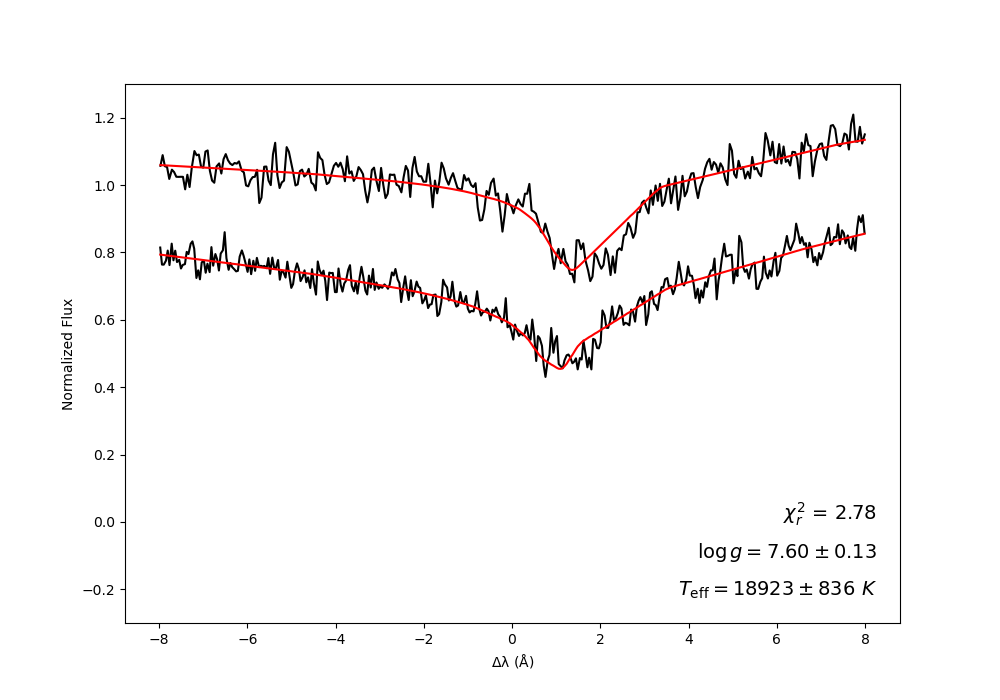 1.2
1.0
0.8
0.6
0.4
0.2
0.0
−0.2
Normalized Flux
χ²ᵣ = 2.78
log g = 7.60 ± 0.13
T_eff = 18923 ± 836 K
−8 −6 −4 −2 0 2 4 6 8
Δλ (Å)